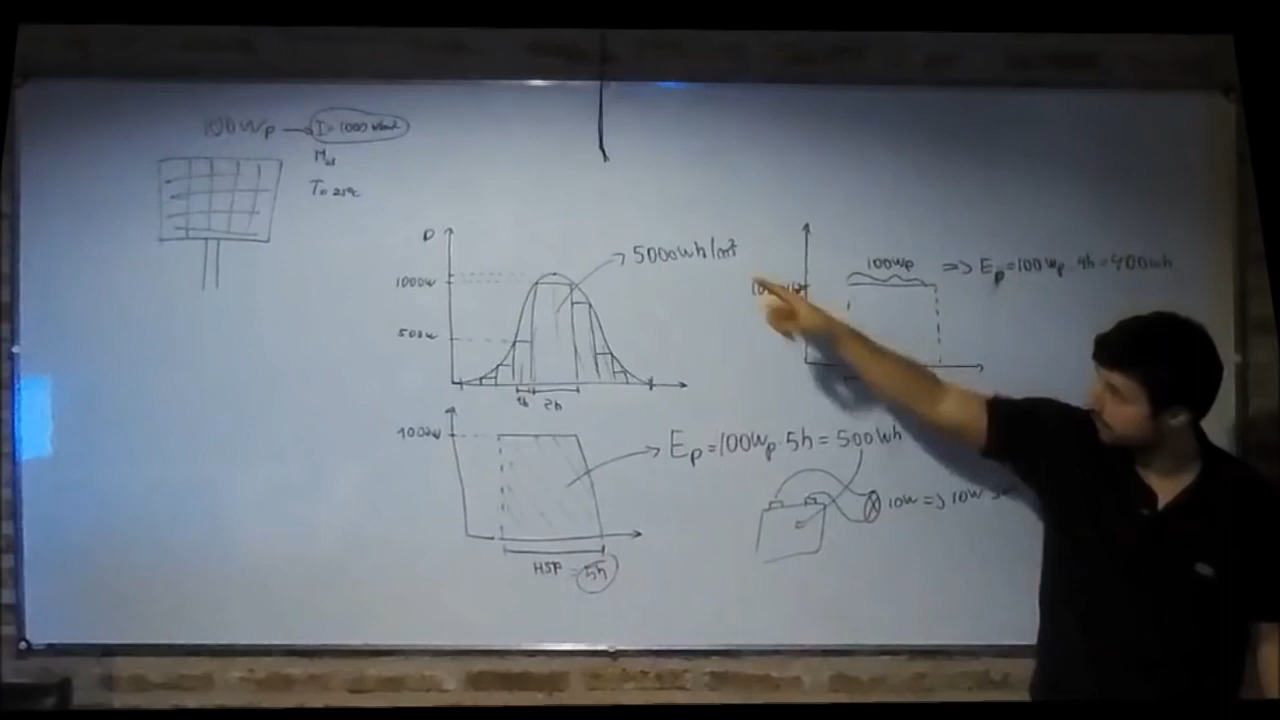 100Wp → I=1000 W/m²
T= 25°C
P
5000Wh/m²
1000W
500W
1h 2h
100Wp => Ep=100Wp.4h=400Wh
1000W
Ep=100Wp.5h=500Wh
10W => 10W
HSP = 5h